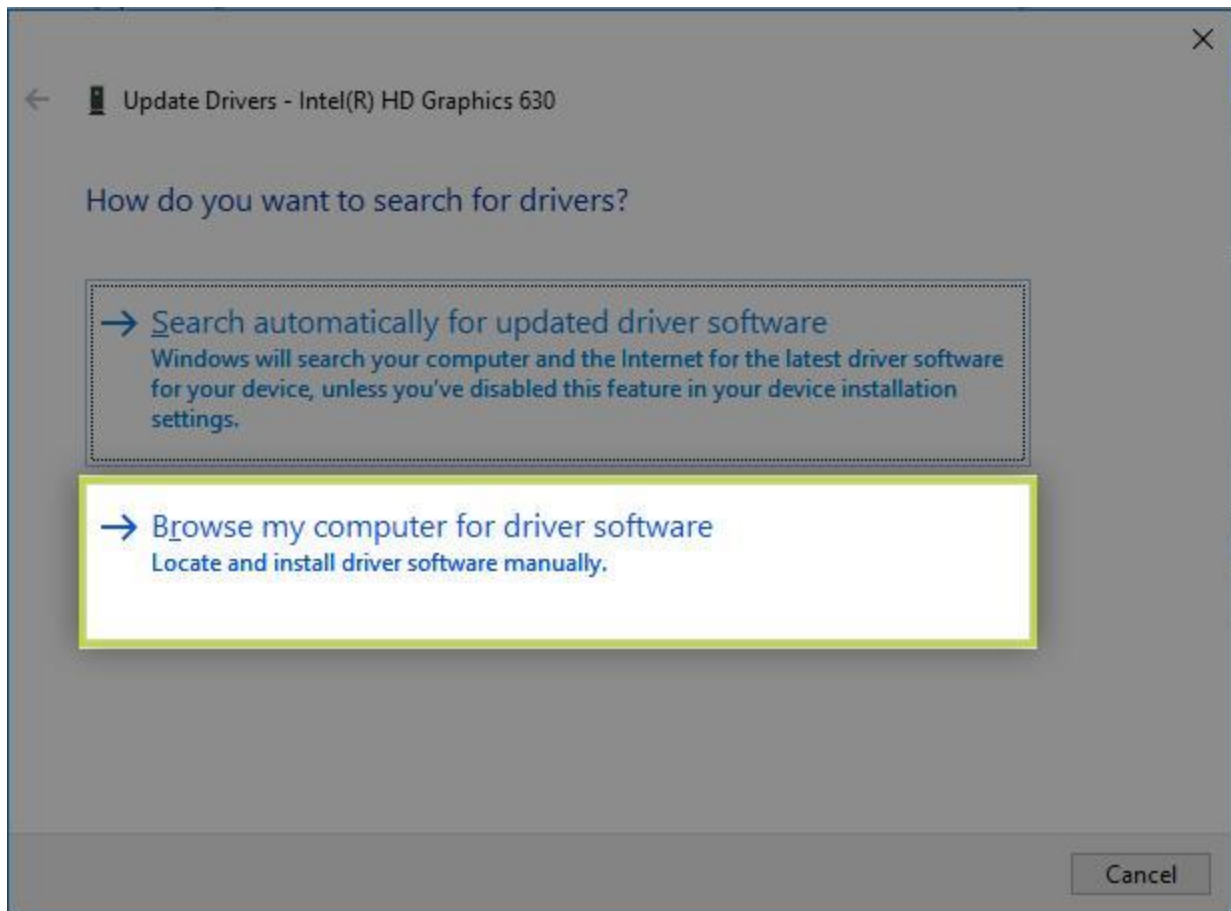 Update Drivers - Intel(R) HD Graphics 630
How do you want to search for drivers?
Search automatically for updated driver software
Windows will search your computer and the Internet for the latest driver software
for your device, unless you've disabled this feature in your device installation
settings.
Browse my computer for driver software
Locate and install driver software manually.
Cancel